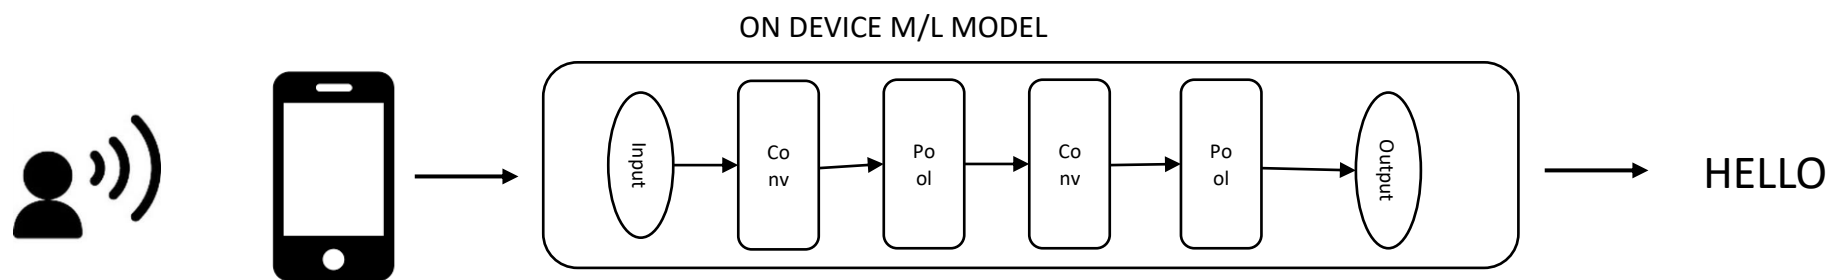 ON DEVICE M/L MODEL
Input
Co
nv
Po
ol
Co
nv
Po
ol
Output
HELLO